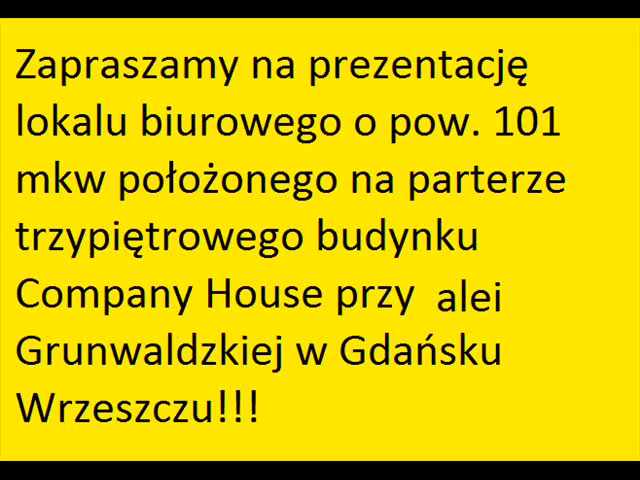 Zapraszamy na prezentację
lokalu biurowego o pow. 101
mkw położonego na parterze
trzypiętrowego budynku
Company House przy alei
Grunwaldzkiej w Gdańsku
Wrzeszczu!!!